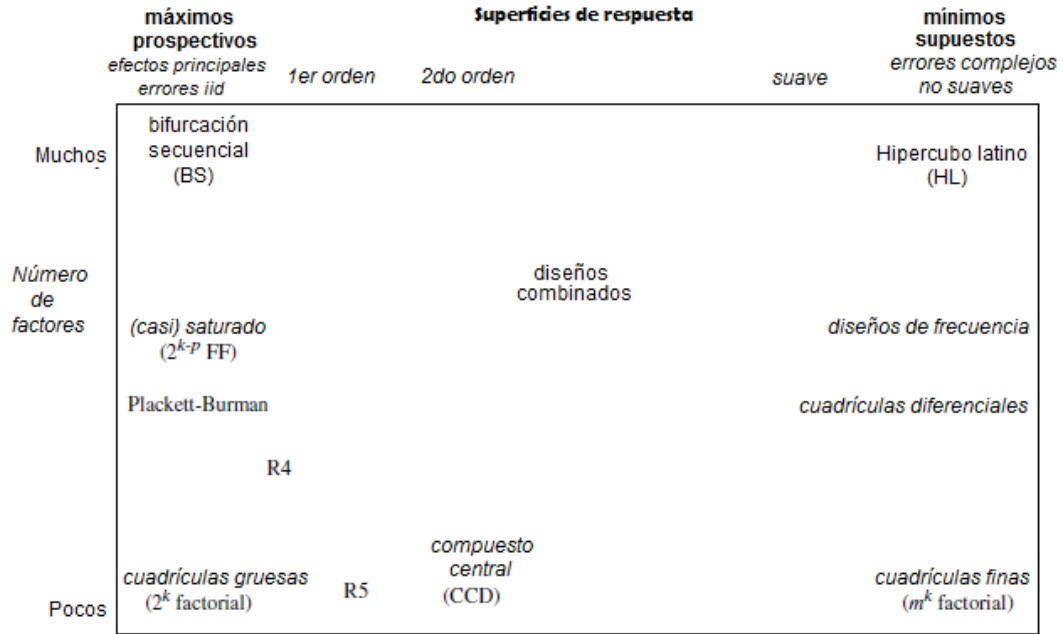 Superficies de respuesta
máximos
prospectivos
efectos principales
errores iid
1er orden
2do orden
suave
mínimos
supuestos
errores complejos
no suaves
Muchos
bifurcación
secuencial
(BS)
Hipercubo latino
(HL)
Número
de
factores
diseños
combinados
(casi) saturado
(2^{k-p} FF)
diseños de frecuencia
Plackett-Burman
cuadrículas diferenciales
R4
Pocos
cuadrículas gruesas
(2^k factorial)
R5
compuesto
central
(CCD)
cuadrículas finas
(m^k factorial)